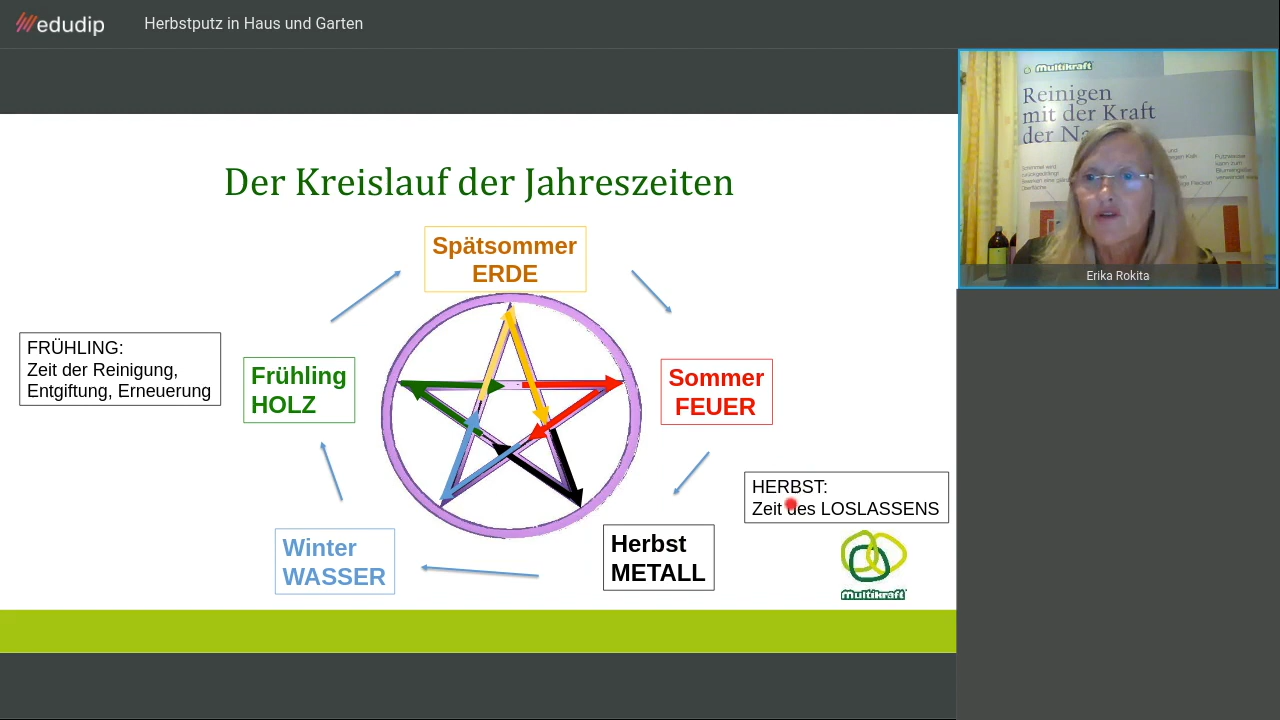 edudip
Herbstputz in Haus und Garten
Multikraft
Reinigen
mit der Kraft
der
Erika Rokita
Der Kreislauf der Jahreszeiten
Spätsommer
ERDE
FRÜHLING:
Zeit der Reinigung,
Entgiftung, Erneuerung
Frühling
HOLZ
Sommer
FEUER
HERBST:
Zeit des LOSLASSENS
Winter
WASSER
Herbst
METALL
Multikraft